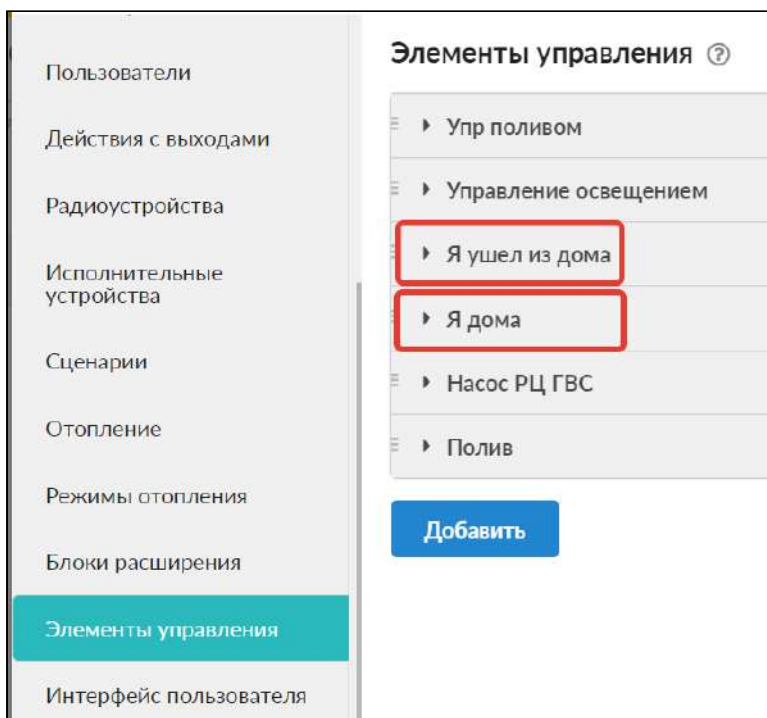 Пользователи
Действия с выходами
Радиоустройства
Исполнительные
устройства
Сценарии
Отопление
Режимы отопления
Блоки расширения
Элементы управления
Интерфейс пользователя
Элементы управления ?
Упр поливом
Управление освещением
Я ушел из дома
Я дома
Насос РЦ ГВС
Полив
Добавить